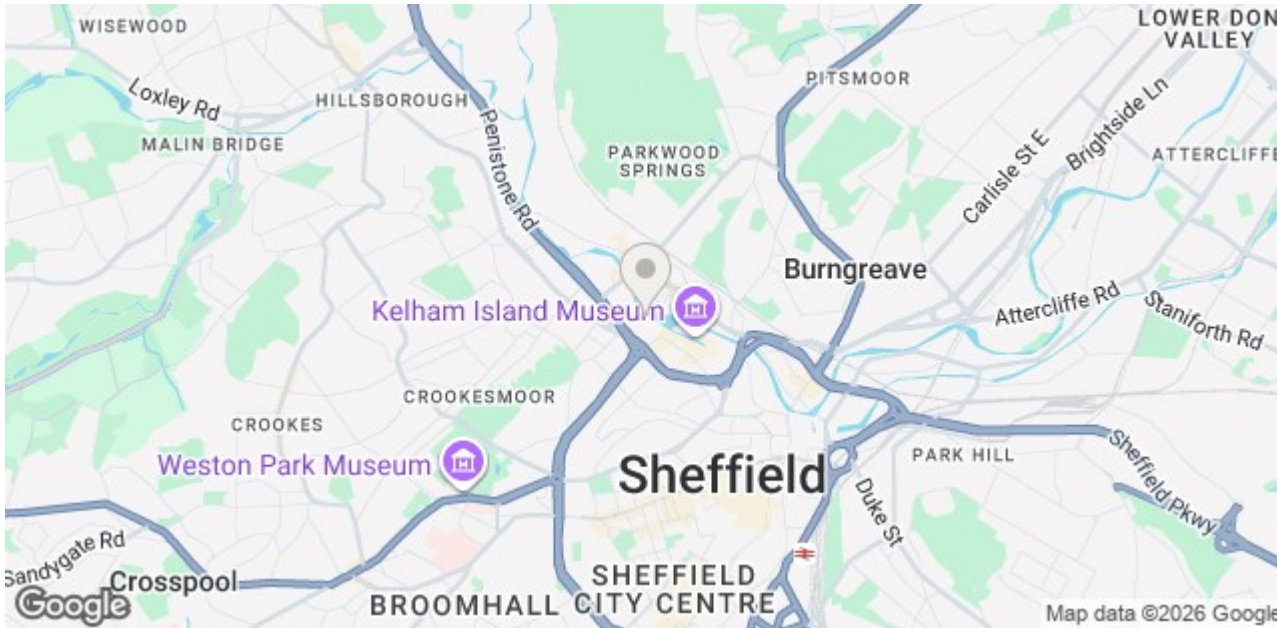 LOWER DON
VALLEY
WISEWOOD
Loxley Rd
HILLSBOROUGH
PITSMOOR
MALIN BRIDGE
Penistone Rd
PARKWOOD
SPRINGS
Carlisle St E
Brightside Ln
ATTERCLIFFE
Burngreave
Kelham Island Museum
Attercliffe Rd
Staniforth Rd
CROOKESMOOR
CROOKES
Weston Park Museum
Sheffield
PARK HILL
Sheffield Pkwy
Duke St
Sandygate Rd
Crosspool
SHEFFIELD
CITY CENTRE
BROOMHALL
Google
Map data ©2026 Google